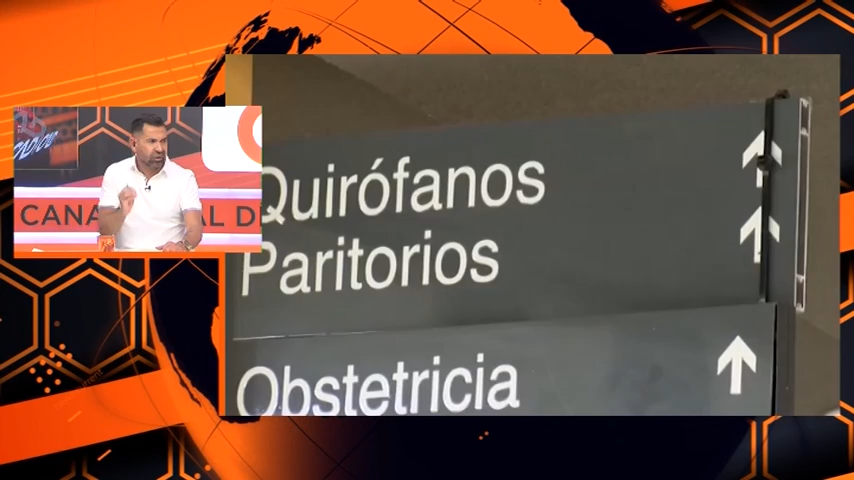 CANA
AL D
Quirófanos
Paritorios
Obstetricia